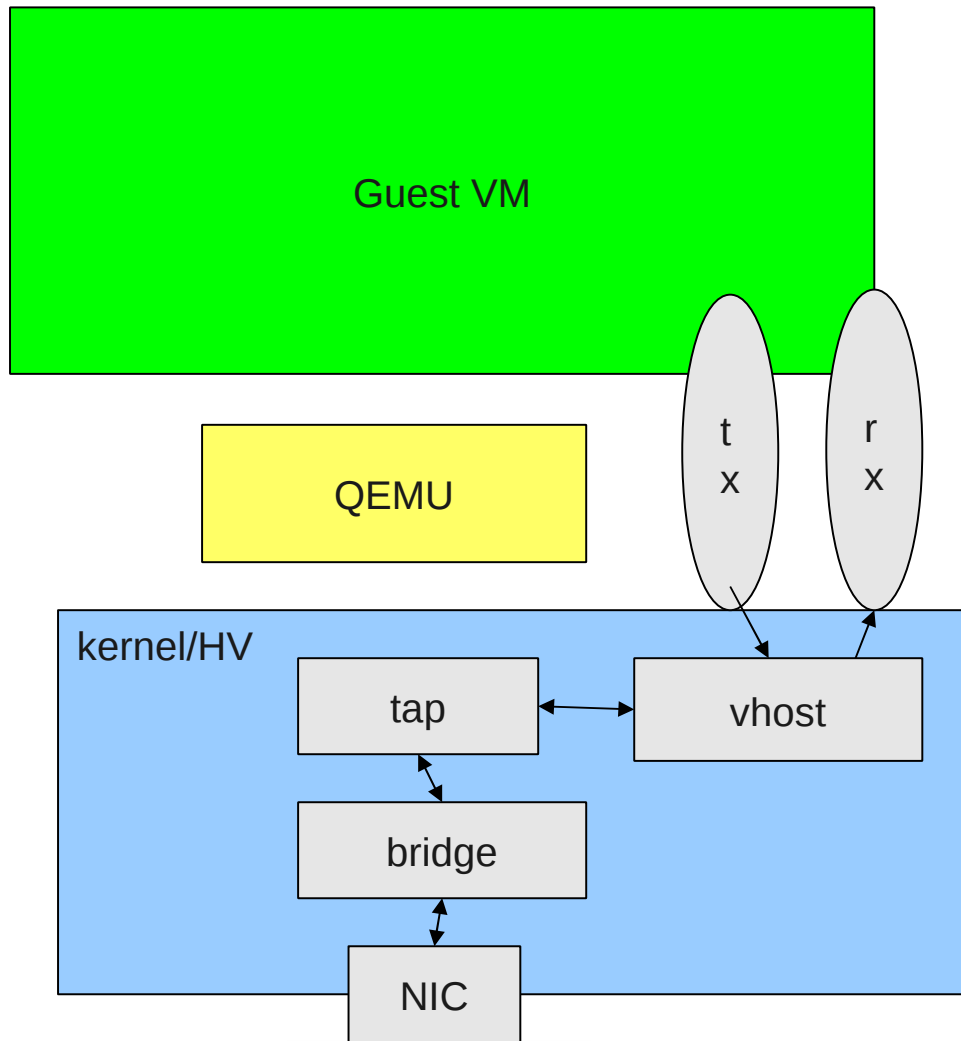 Guest VM
t
x
r
x
QEMU
kernel/HV
tap
vhost
bridge
NIC